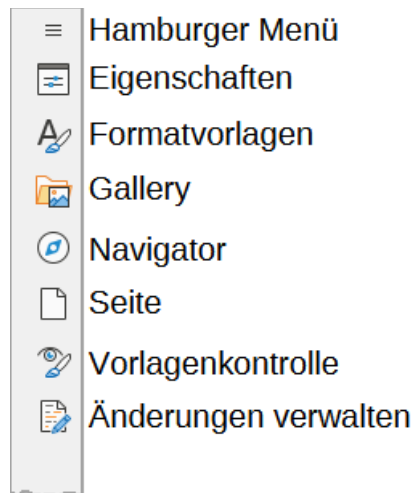 Hamburger Menü
Eigenschaften
Formatvorlagen
Gallery
Navigator
Seite
Vorlagenkontrolle
Änderungen verwalten